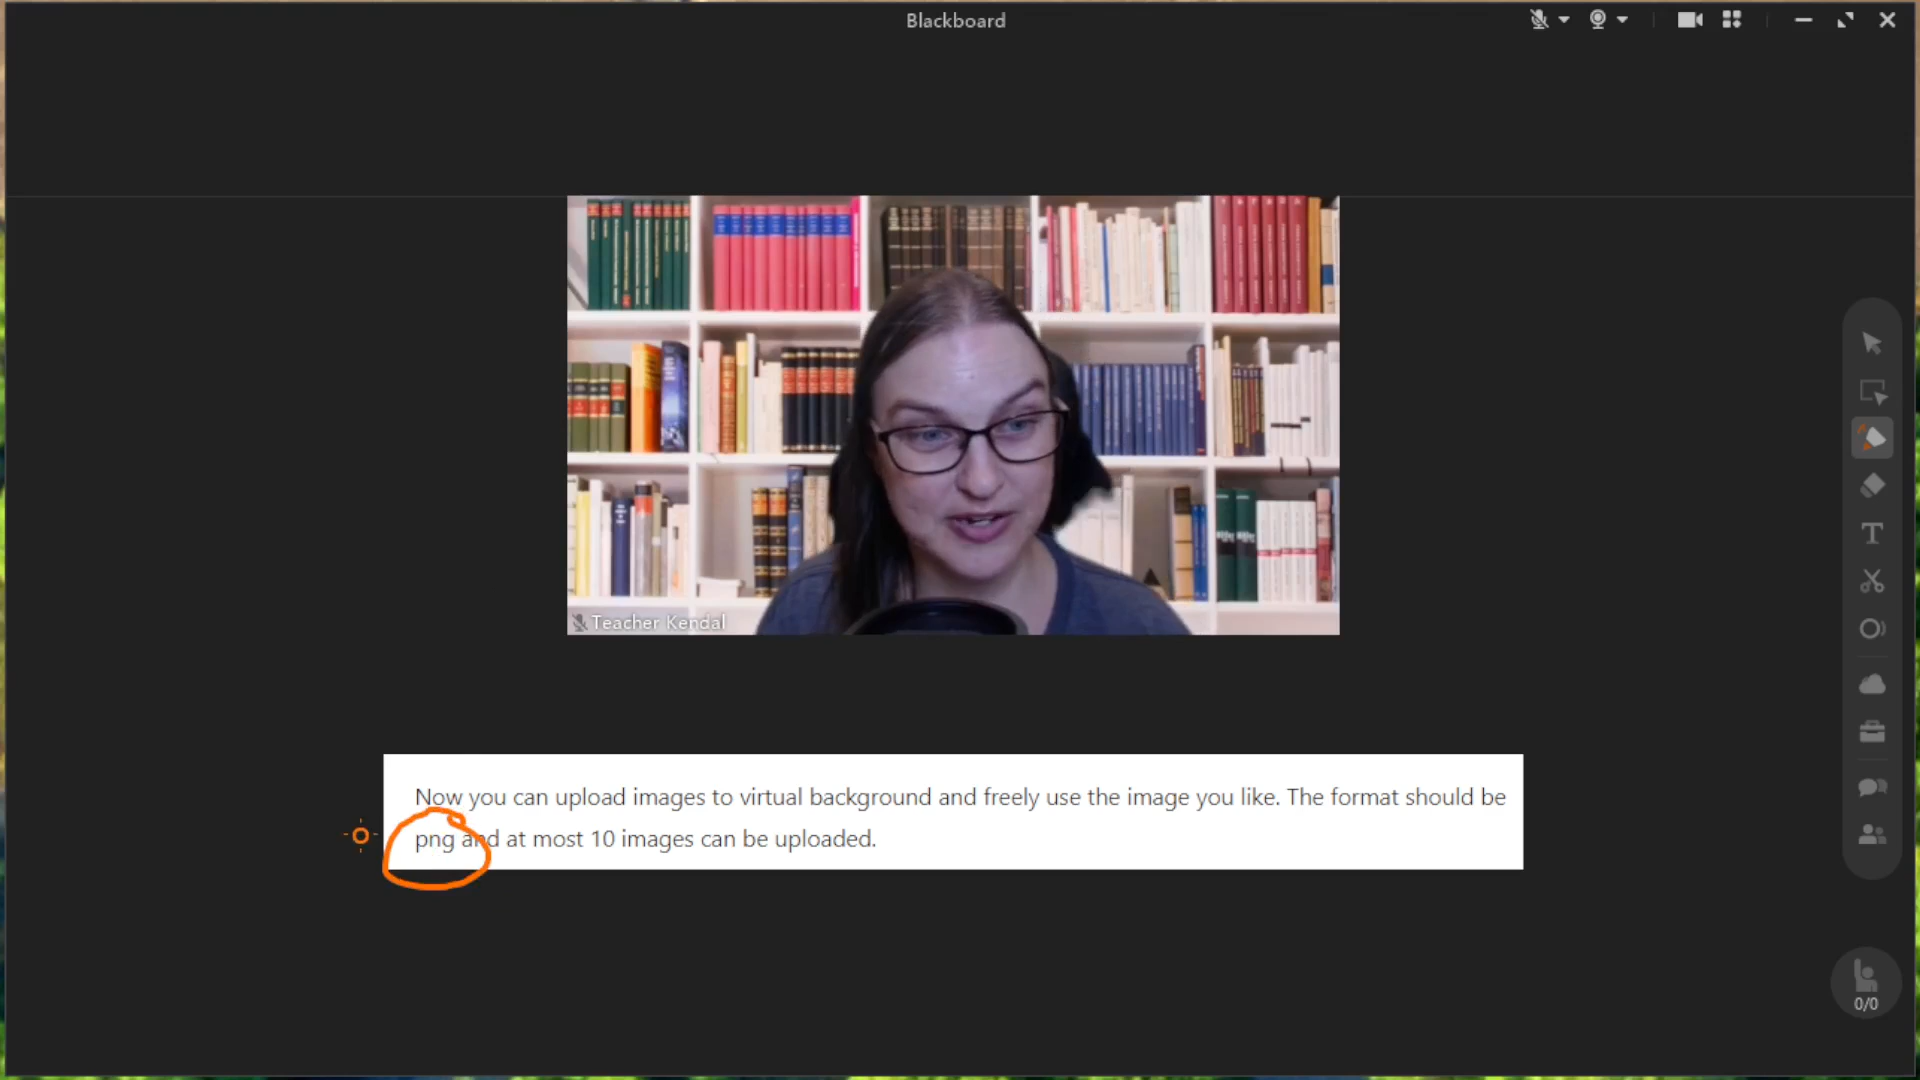 Blackboard
Teacher Kendal
Now you can upload images to virtual background and freely use the image you like. The format should be
png and at most 10 images can be uploaded.
0/0